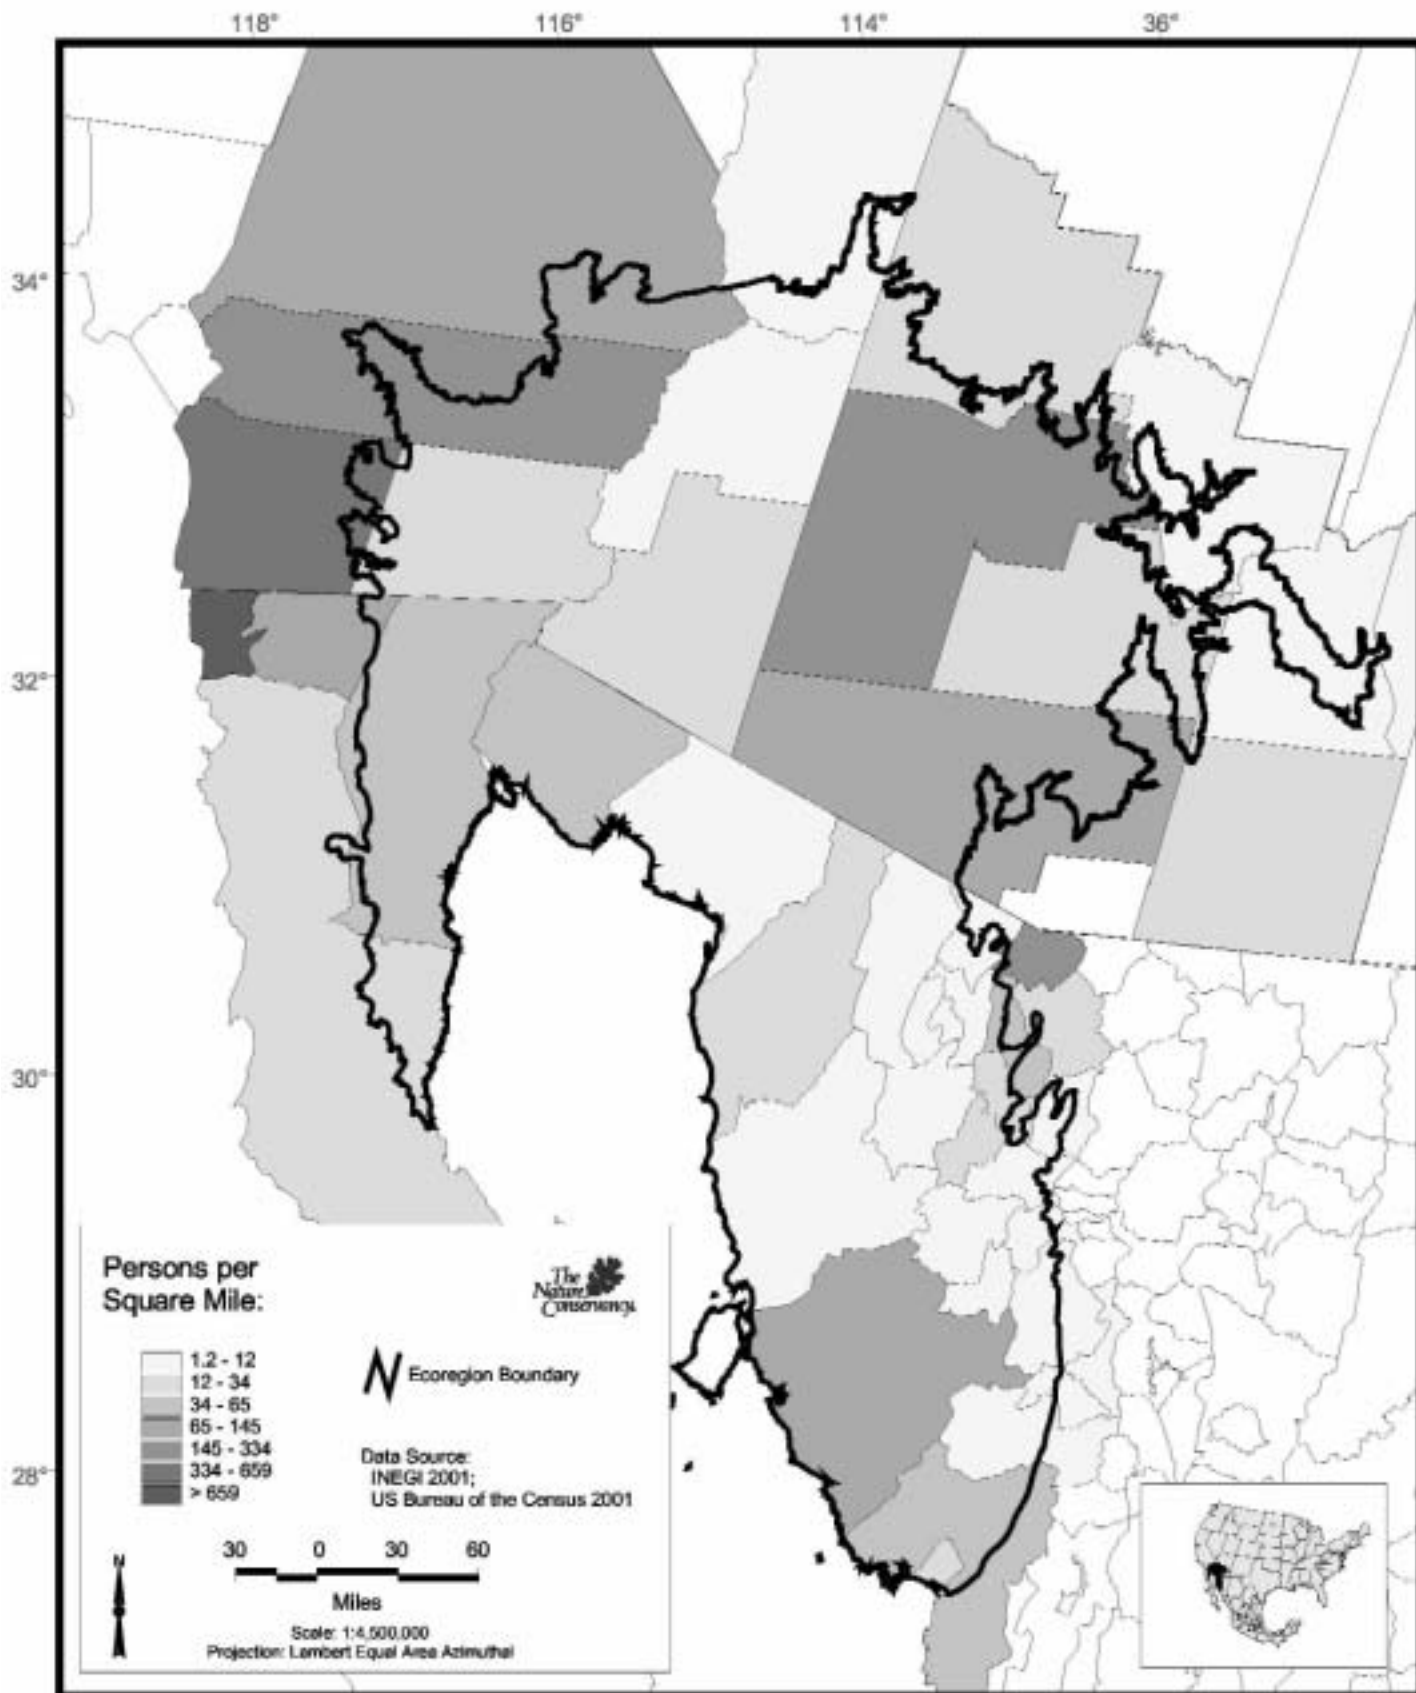 118° 116° 114° 36°
34°
32°
30°
28°
Persons per
Square Mile:
The
Nature
Conservancy
1.2 - 12
12 - 34
34 - 65
65 - 145
145 - 334
334 - 659
> 659
Ecoregion Boundary
Data Source:
INEGI 2001;
US Bureau of the Census 2001
N
30 0 30 60
Miles
Scale: 1:4,500,000
Projection: Lambert Equal Area Azimuthal